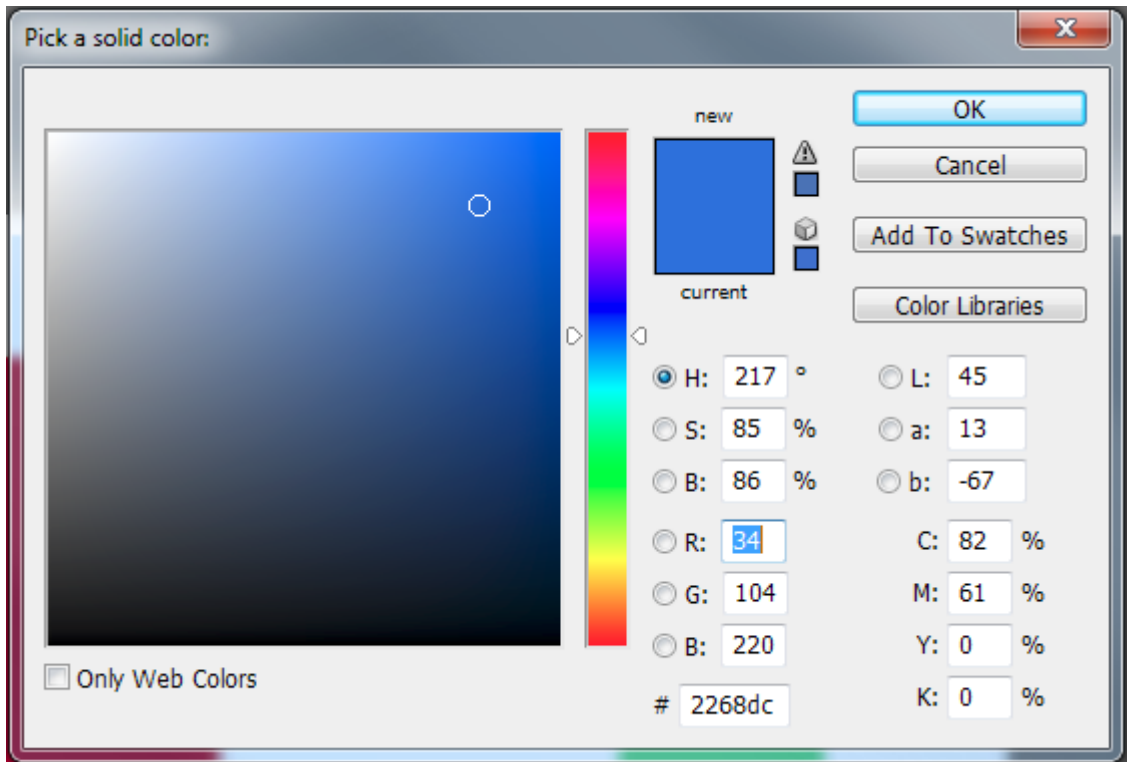 Pick a solid color:
new
current
OK
Cancel
Add To Swatches
Color Libraries
H: 217 °
S: 85 %
B: 86 %
R: 34
G: 104
B: 220
# 2268dc
L: 45
a: 13
b: -67
C: 82 %
M: 61 %
Y: 0 %
K: 0 %
Only Web Colors